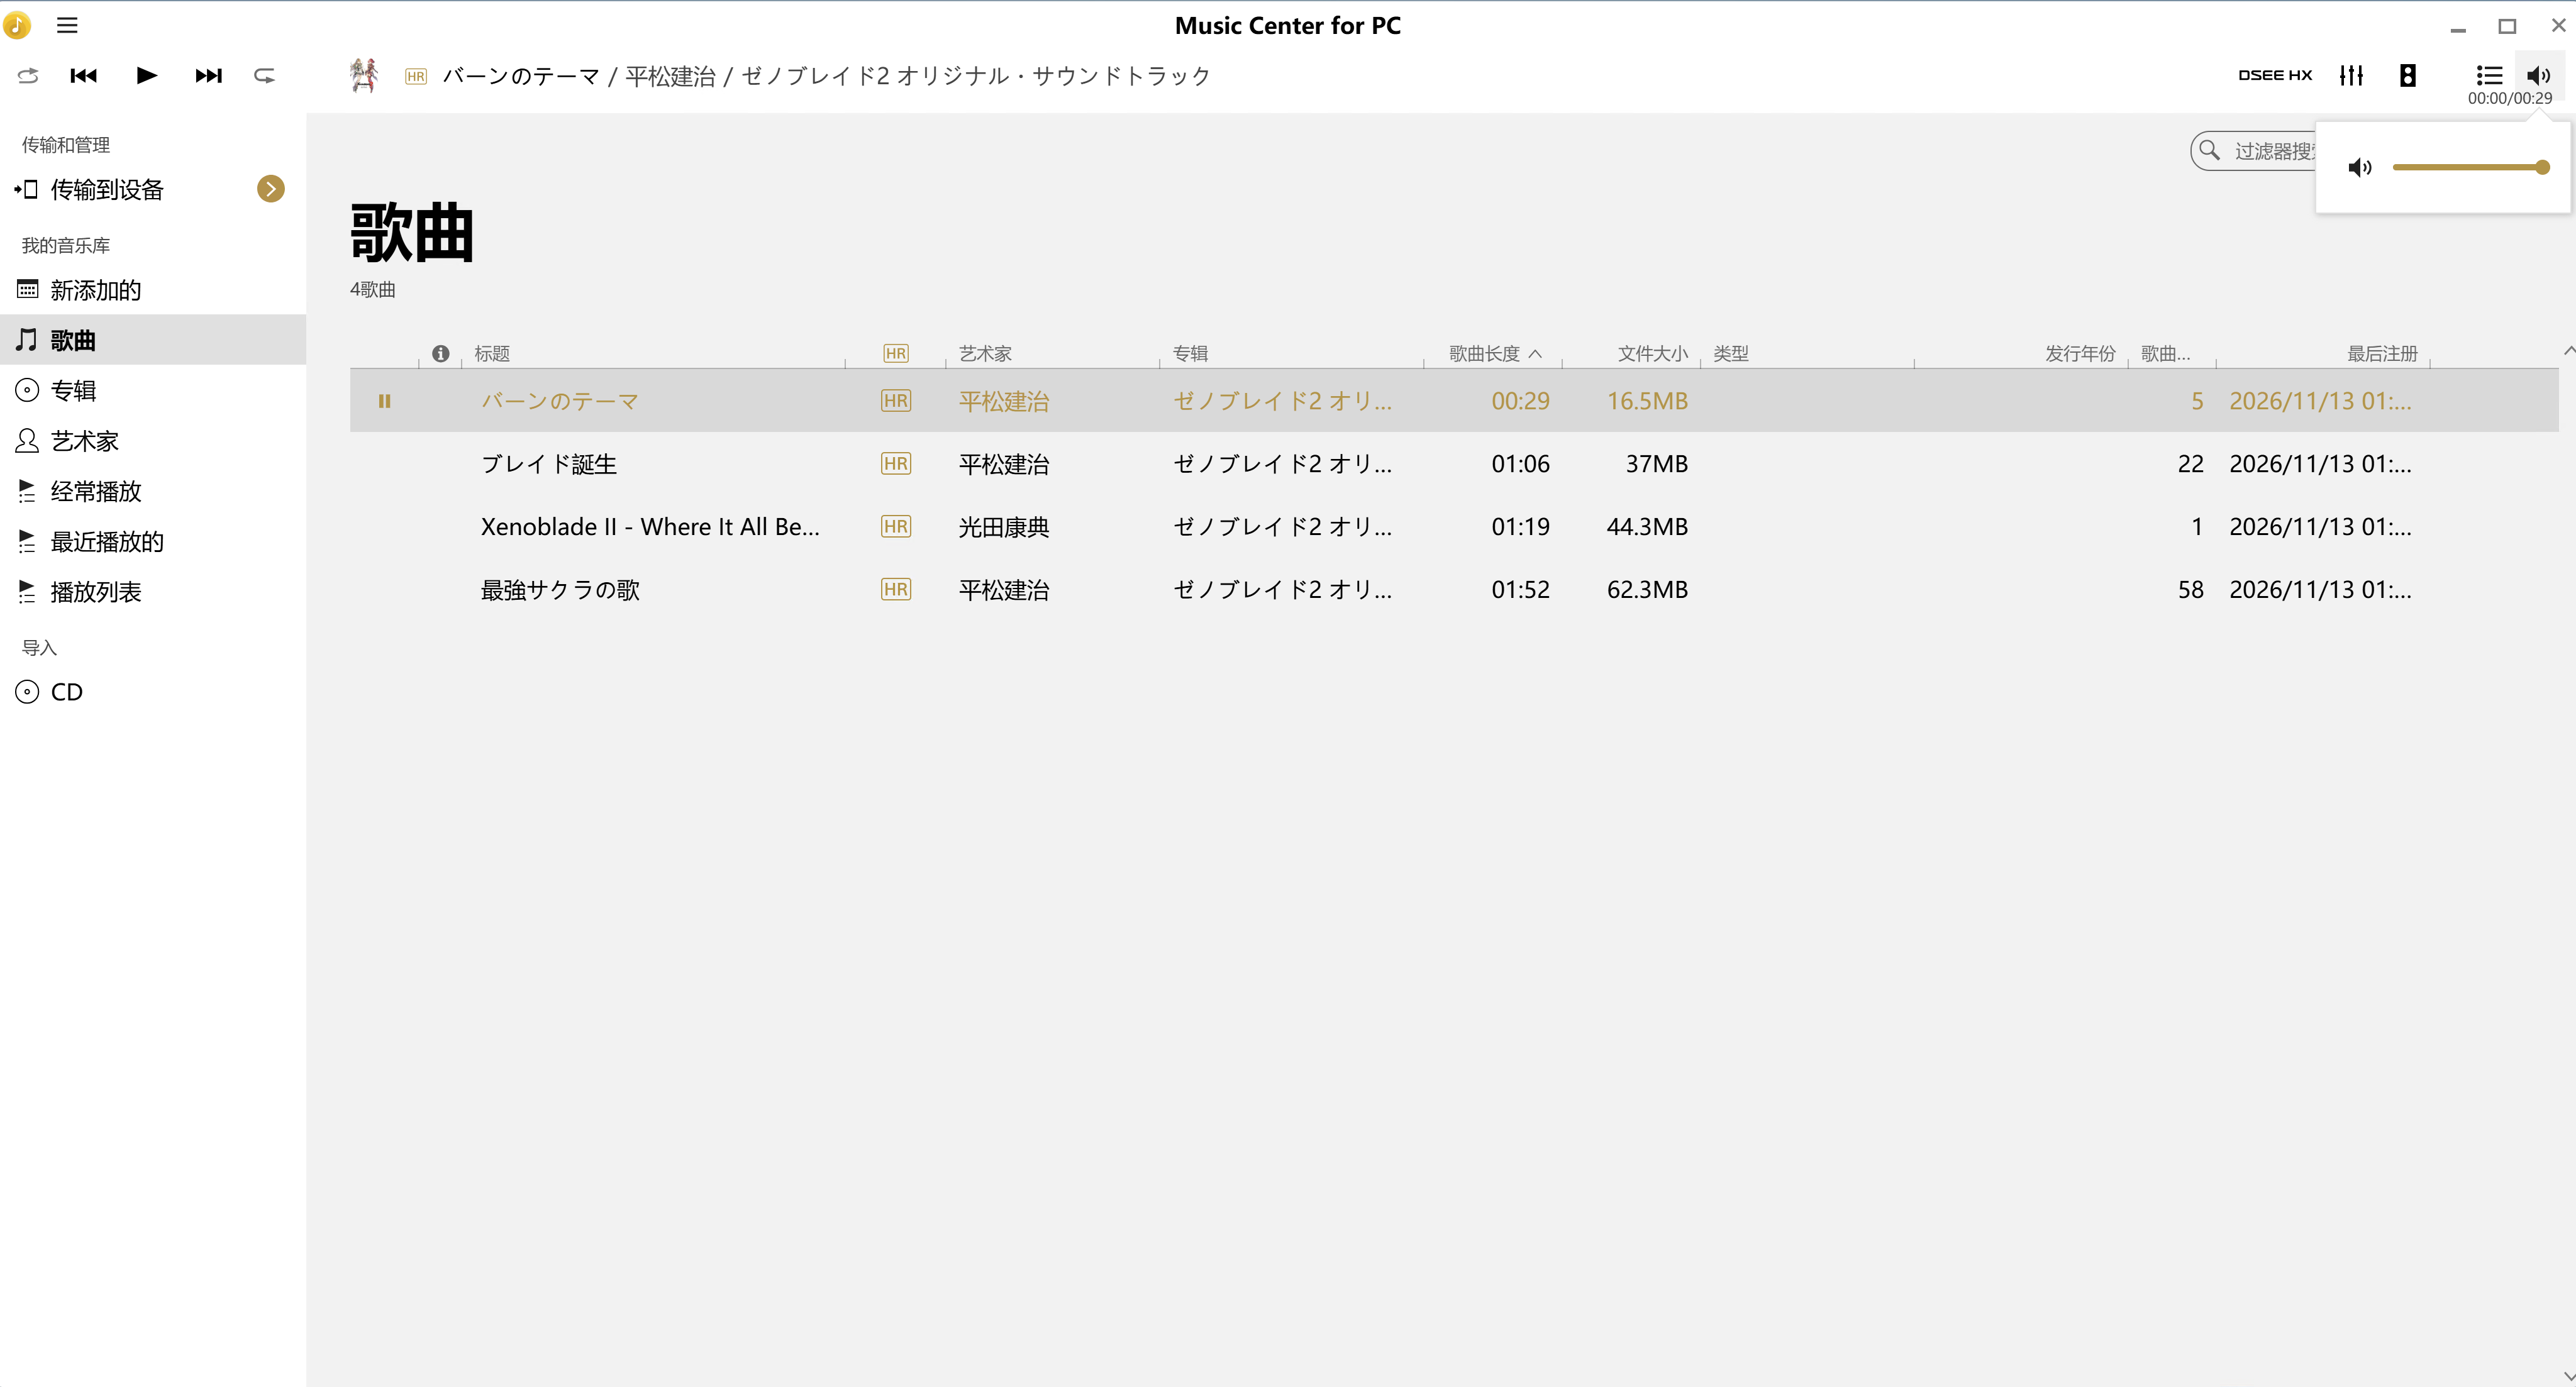 Music Center for PC
HR バーンのテーマ / 平松建治 / ゼノブレイド2 オリジナル・サウンドトラック
DSEE HX
00:00/00:29
传输和管理
传输到设备
我的音乐库
新添加的
歌曲
专辑
艺术家
经常播放
最近播放的
播放列表
导入
CD
过滤器搜
歌曲
4歌曲
标题 HR 艺术家 专辑 歌曲长度 文件大小 类型 发行年份 歌曲... 最后注册
バーンのテーマ HR 平松建治 ゼノブレイド2 オリ... 00:29 16.5MB 5 2026/11/13 01:...
ブレイド誕生 HR 平松建治 ゼノブレイド2 オリ... 01:06 37MB 22 2026/11/13 01:...
Xenoblade II - Where It All Be... HR 光田康典 ゼノブレイド2 オリ... 01:19 44.3MB 1 2026/11/13 01:...
最強サクラの歌 HR 平松建治 ゼノブレイド2 オリ... 01:52 62.3MB 58 2026/11/13 01:...